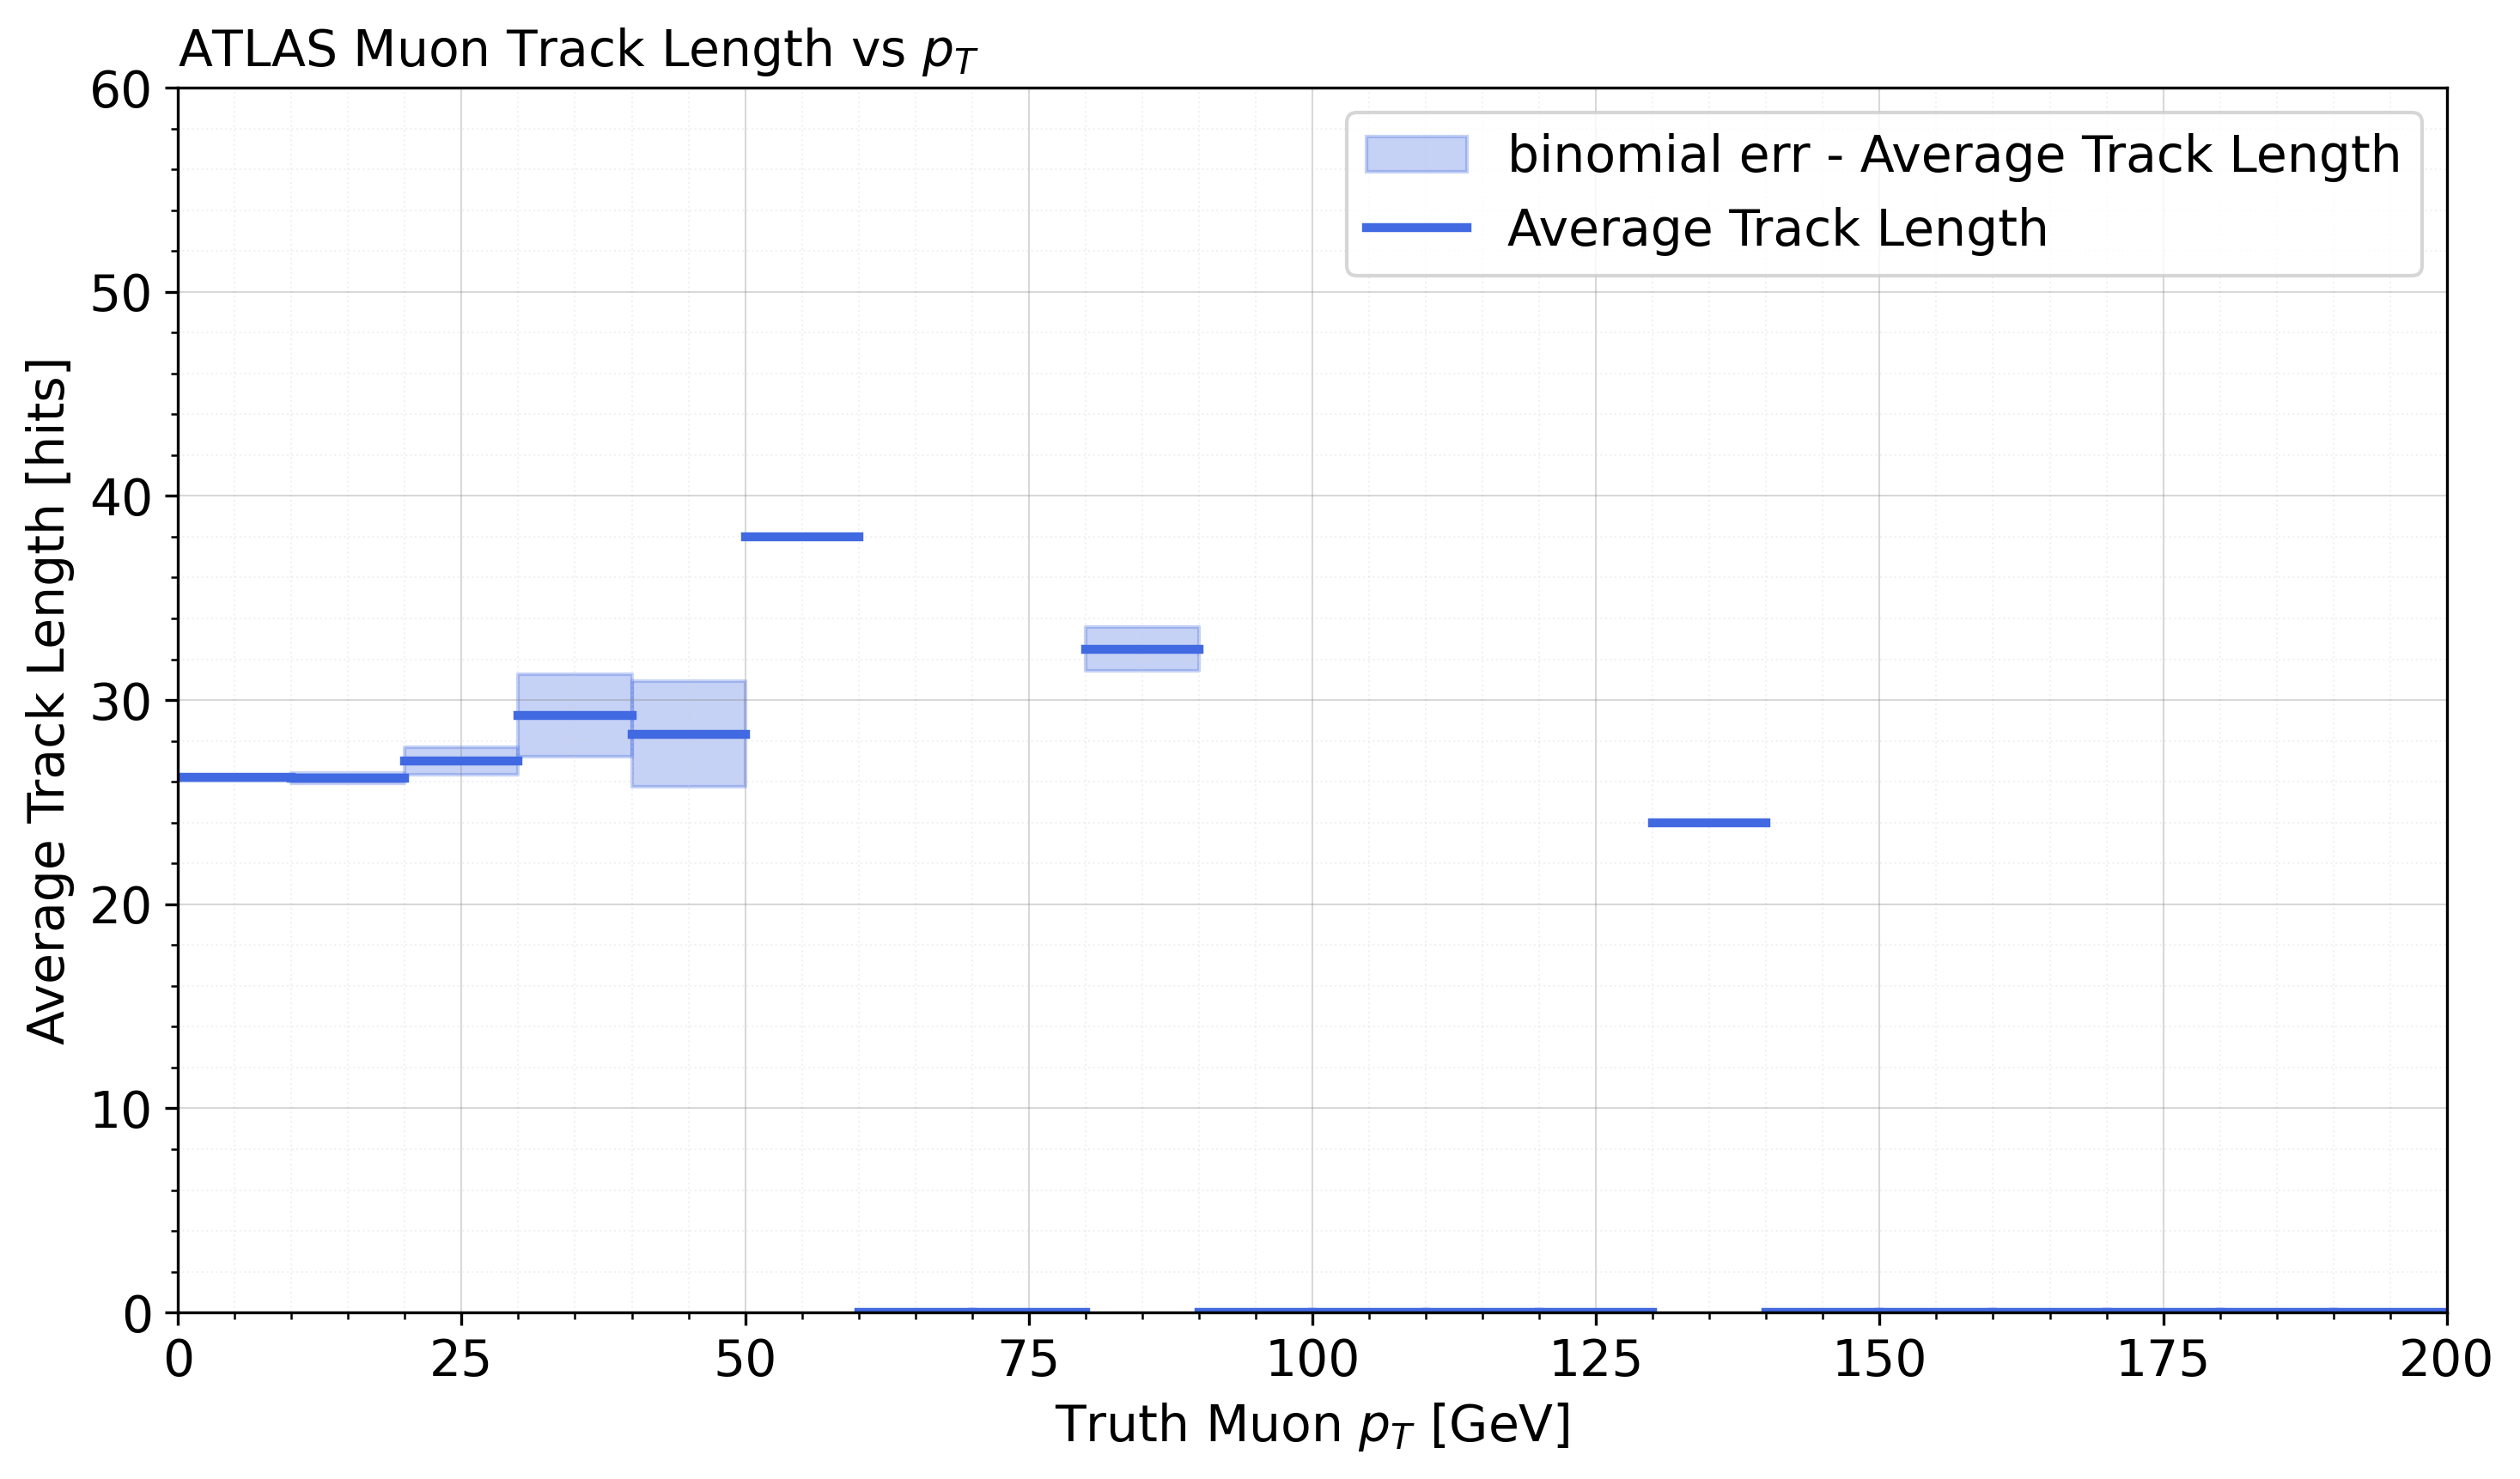 ATLAS Muon Track Length vs p_T
binomial err - Average Track Length
Average Track Length
Average Track Length [hits]
60
50
40
30
20
10
0
0 25 50 75 100 125 150 175 200
Truth Muon p_T [GeV]